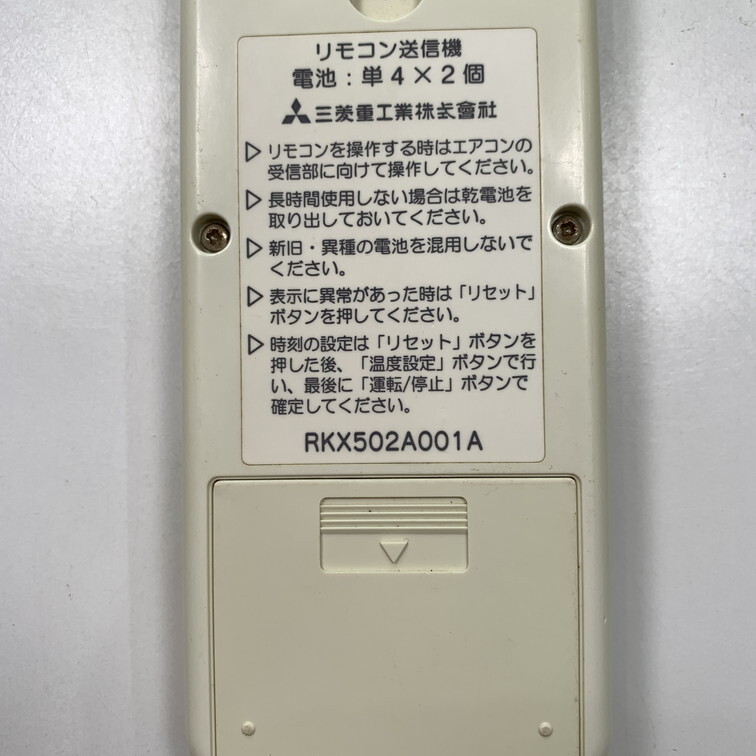 リモコン送信機
電池：単4×2個
三菱重工業株式會社
▷リモコンを操作する時はエアコンの
受信部に向けて操作してください。
▷長時間使用しない場合は乾電池を
取り出しておいてください。
▷新旧・異種の電池を混用しないで
ください。
▷表示に異常があった時は「リセット」
ボタンを押してください。
▷時刻の設定は「リセット」ボタンを
押した後、「温度設定」ボタンで行
い、最後に「運転/停止」ボタンで
確定してください。
RKX502A001A